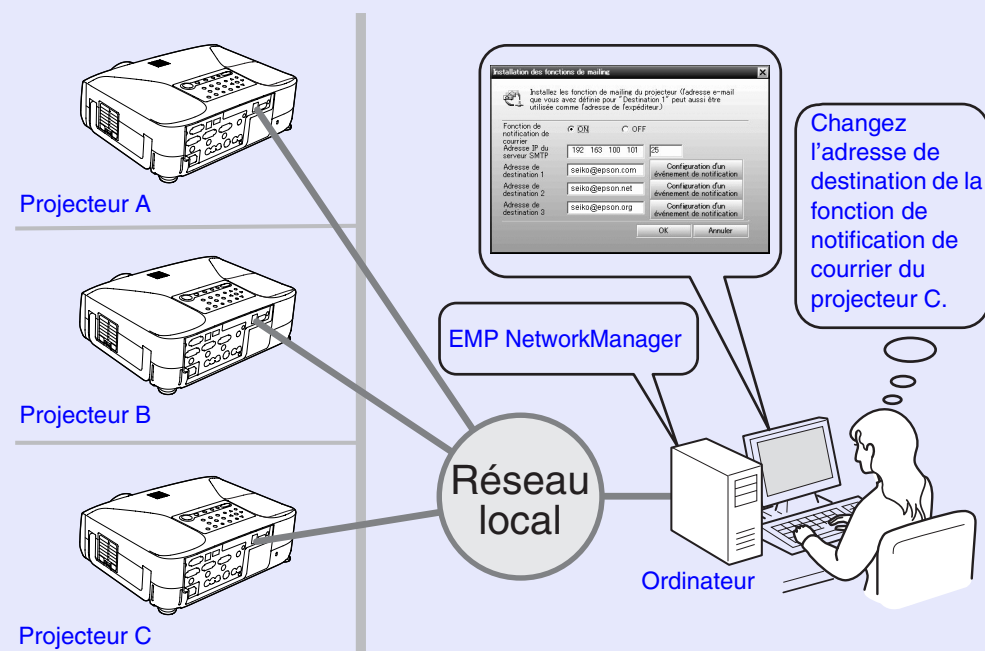 Installation des fonctions de mailing
Installez les fonction de mailing du projecteur (l'adresse e-mail
que vous avez définie pour "Destination 1" peut aussi être
utilisée comme l'adresse de l'expéditeur.)
Fonction de
notification de
courrier
ON OFF
Adresse IP du
serveur SMTP
192 163 100 101 25
Adresse de
destination 1
seiko@epson.com
Configuration d'un
événement de notification
Adresse de
destination 2
seiko@epson.net
Configuration d'un
événement de notification
Adresse de
destination 3
seiko@epson.org
Configuration d'un
événement de notification
OK Annuler
Changez
l'adresse de
destination de la
fonction de
notification de
courrier du
projecteur C.
Projecteur A
EMP NetworkManager
Projecteur B
Réseau
local
Ordinateur
Projecteur C